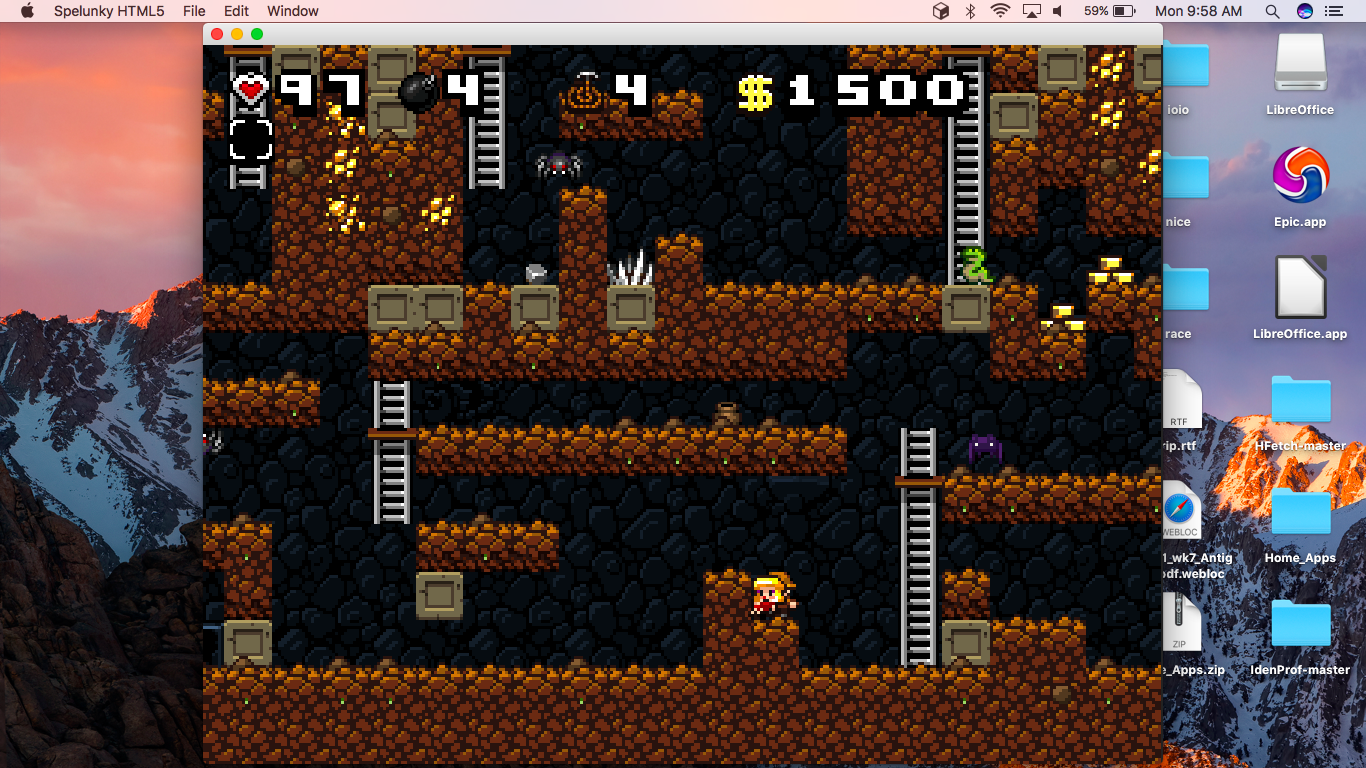 Spelunky HTML5 File Edit Window 59% Mon 9:58 AM
97 4 4 $1500
ioio LibreOffice
nice Epic.app
race LibreOffice.app
RTF
rip.rtf HFetch-master
WEBLOC
1_wk7_Antig Home_Apps
pdf.webloc
ZIP
e_Apps.zip IdenProf-master